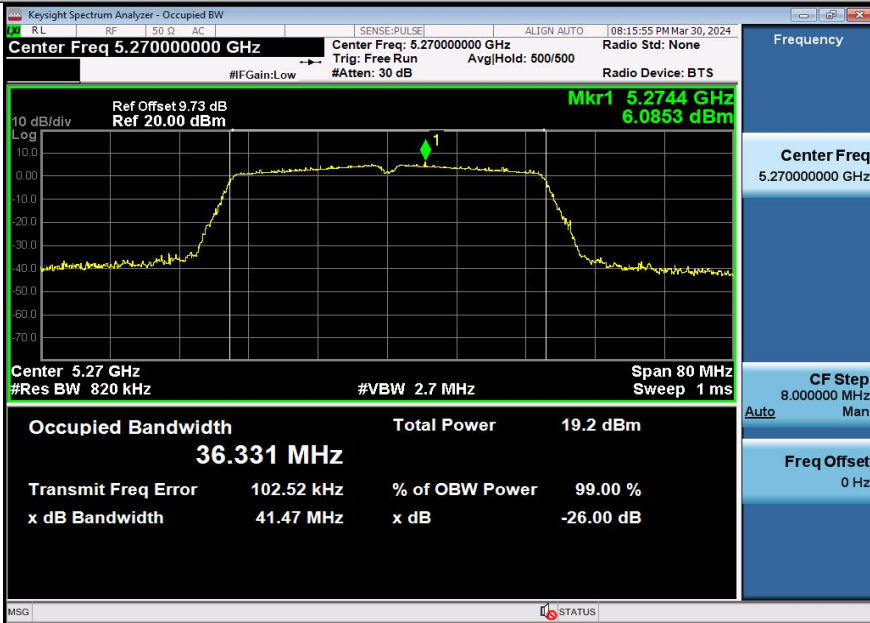 Keysight Spectrum Analyzer - Occupied BW
LXI RL RF 50 Ω AC SENSE:PULSE ALIGN AUTO 08:15:55 PM Mar 30, 2024
Center Freq 5.270000000 GHz
Center Freq: 5.270000000 GHz Radio Std: None
Trig: Free Run Avg|Hold: 500/500
#IFGain:Low #Atten: 30 dB Radio Device: BTS
Frequency
Mkr1 5.2744 GHz
6.0853 dBm
Ref Offset 9.73 dB
10 dB/div Ref 20.00 dBm
Log
1
10.0
0.00
-10.0
-20.0
-30.0
-40.0
-50.0
-60.0
-70.0
Center 5.27 GHz Span 80 MHz
#Res BW 820 kHz #VBW 2.7 MHz Sweep 1 ms
Occupied Bandwidth Total Power 19.2 dBm
36.331 MHz
Transmit Freq Error 102.52 kHz % of OBW Power 99.00 %
x dB Bandwidth 41.47 MHz x dB -26.00 dB
Center Freq
5.270000000 GHz
CF Step
8.000000 MHz
Auto Man
Freq Offset
0 Hz
MSG STATUS